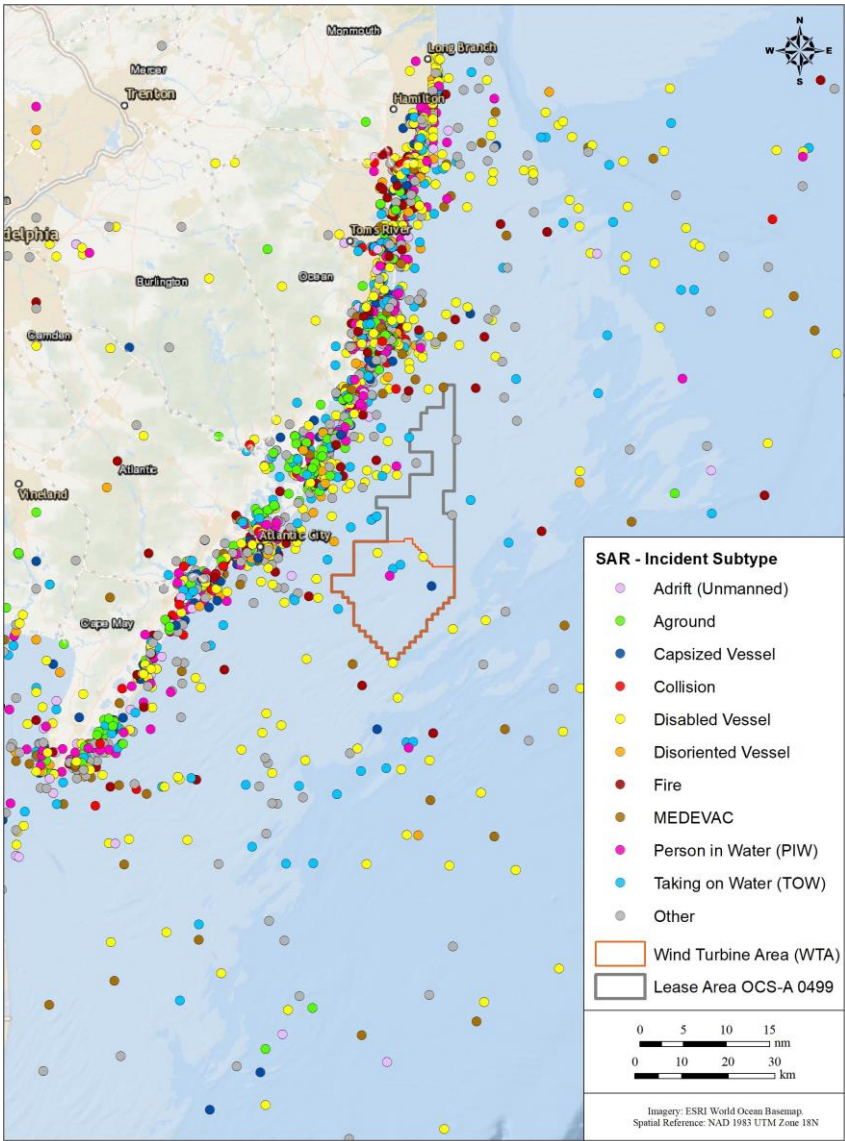 Monmouth
Long Branch
N
W
E
S
Mercer
Trenton
Hamilton
delphia
Toms River
Burlington
Ocean
Camden
Atlantic
Vineland
Atlantic City
Cape May
SAR - Incident Subtype
Adrift (Unmanned)
Aground
Capsized Vessel
Collision
Disabled Vessel
Disoriented Vessel
Fire
MEDEVAC
Person in Water (PIW)
Taking on Water (TOW)
Other
Wind Turbine Area (WTA)
Lease Area OCS-A 0499
0 5 10 15
nm
0 10 20 30
km
Imagery: ESRI World Ocean Basemap.
Spatial Reference: NAD 1983 UTM Zone 18N